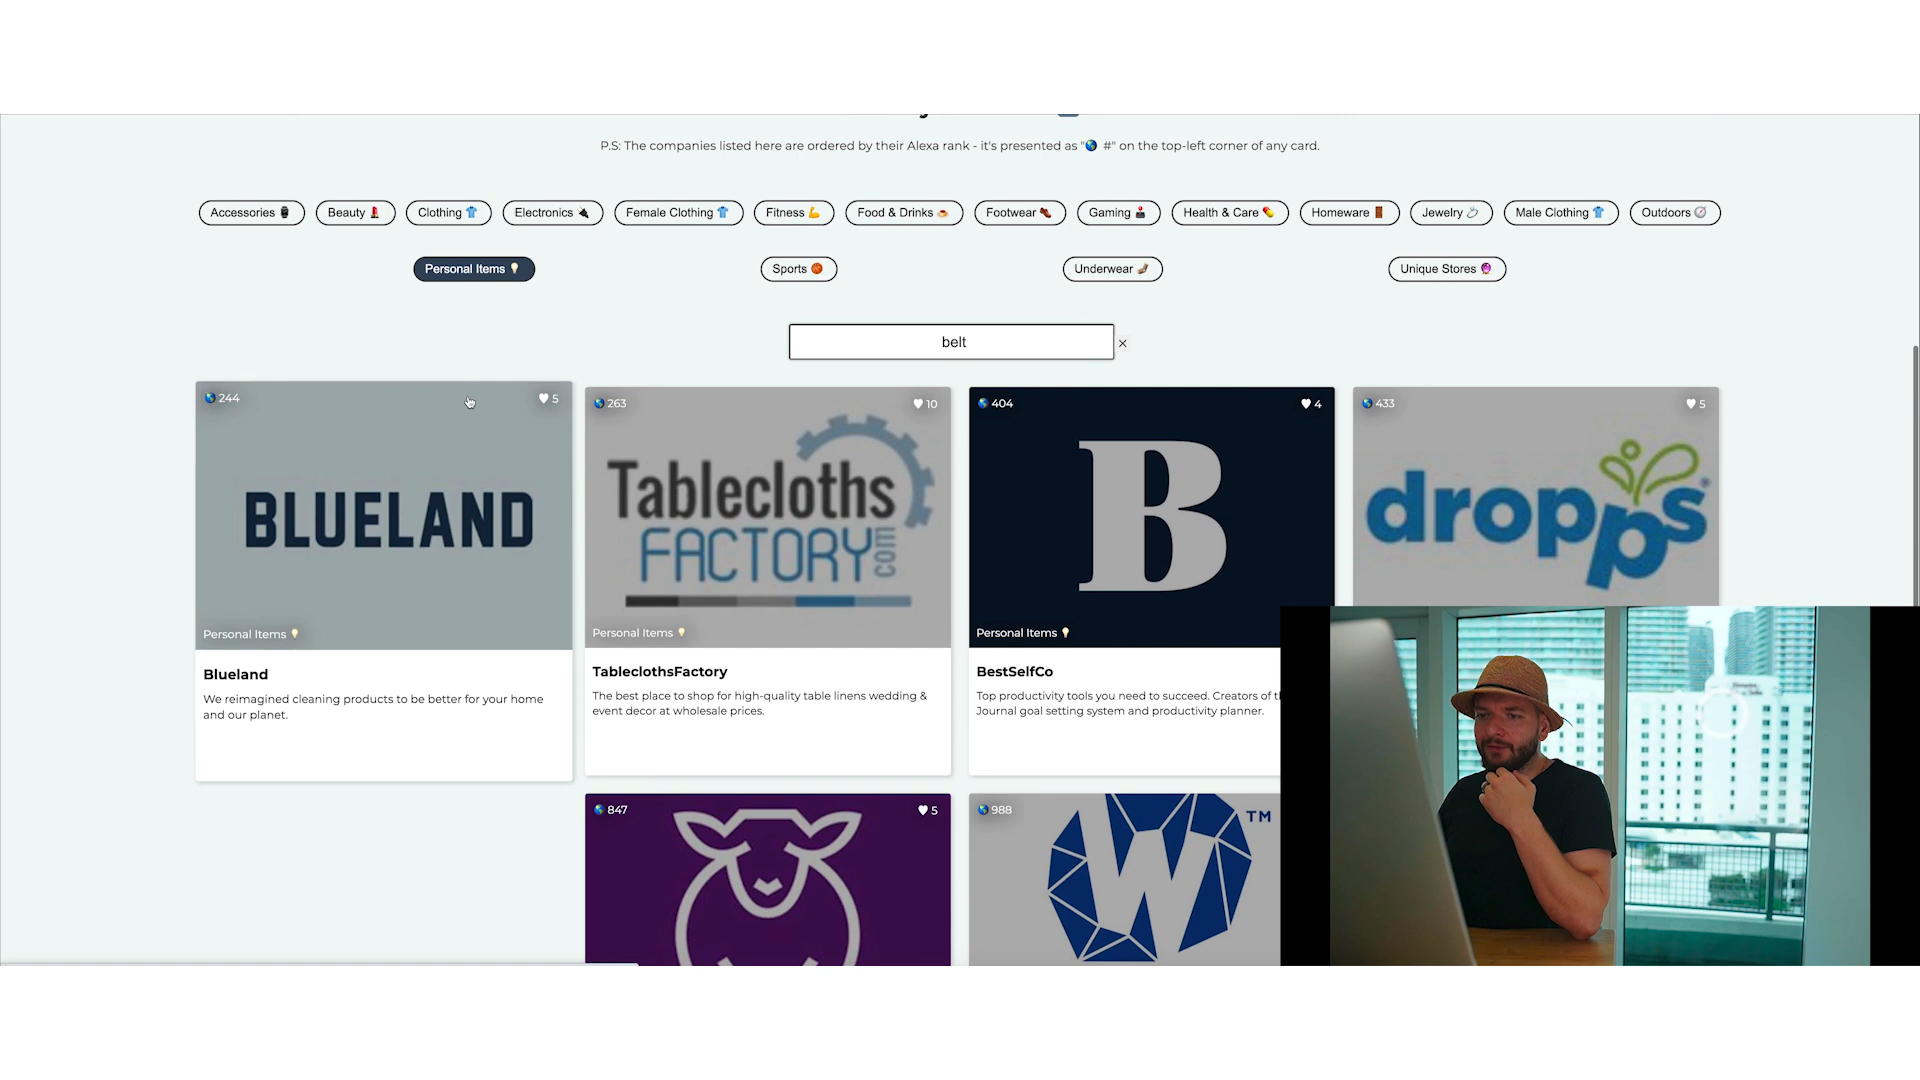 P.S: The companies listed here are ordered by their Alexa rank - it's presented as "🌎 #" on the top-left corner of any card.
Accessories
Beauty
Clothing
Electronics
Female Clothing
Fitness
Food & Drinks
Footwear
Gaming
Health & Care
Homeware
Jewelry
Male Clothing
Outdoors
Personal Items
Sports
Underwear
Unique Stores
belt
×
244
5
BLUELAND
Personal Items
Blueland
We reimagined cleaning products to be better for your home
and our planet.
263
10
Tablecloths
FACTORY.com
Personal Items
TableclothsFactory
The best place to shop for high-quality table linens wedding &
event decor at wholesale prices.
404
4
B
Personal Items
BestSelfCo
Top productivity tools you need to succeed. Creators of
Journal goal setting system and productivity planner.
433
5
dropps®
847
5
988
W
TM